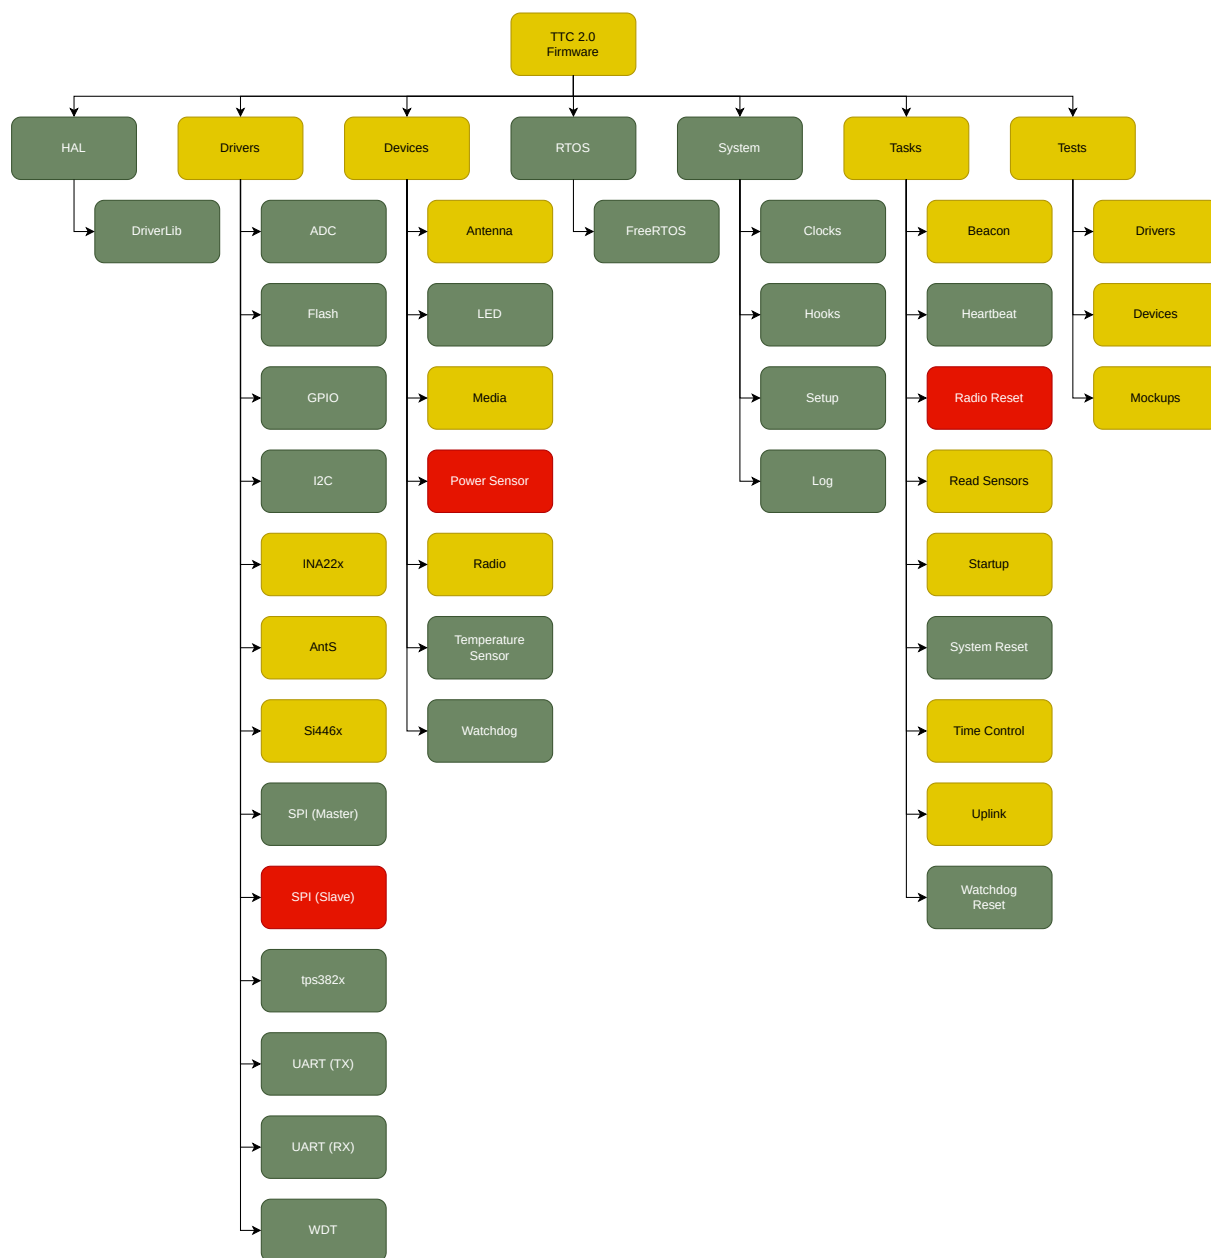 TTC 2.0
Firmware
HAL
Drivers
Devices
RTOS
System
Tasks
Tests
DriverLib
ADC
Antenna
FreeRTOS
Clocks
Beacon
Drivers
Flash
LED
Hooks
Heartbeat
Devices
GPIO
Media
Setup
Radio Reset
Mockups
I2C
Power Sensor
Log
Read Sensors
INA22x
Radio
Startup
AntS
Temperature
Sensor
System Reset
Si446x
Watchdog
Time Control
SPI (Master)
Uplink
SPI (Slave)
Watchdog
Reset
tps382x
UART (TX)
UART (RX)
WDT